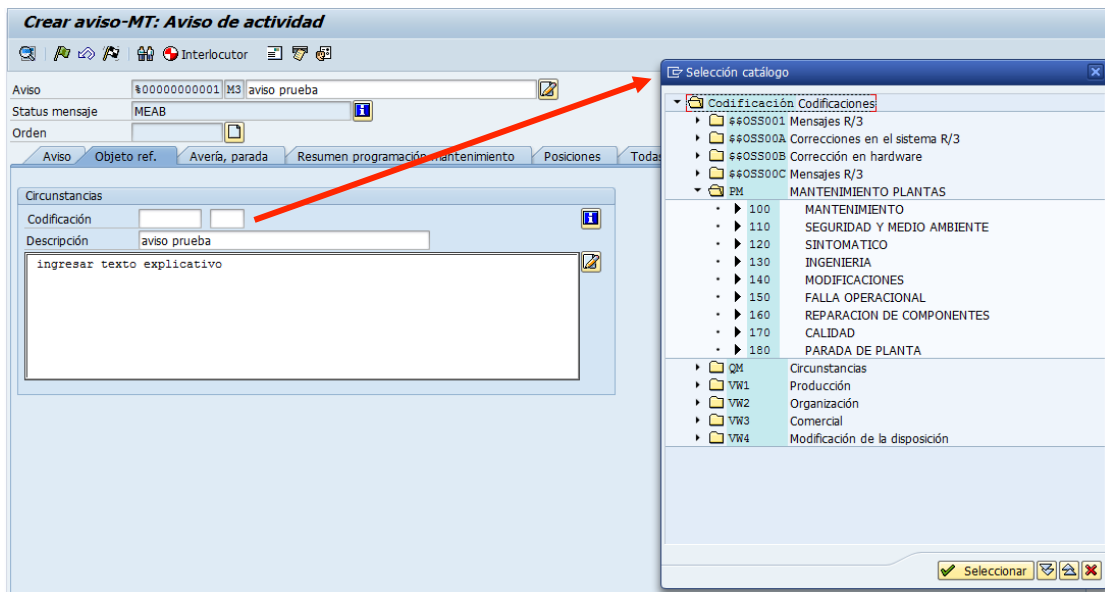 Crear aviso-MT: Aviso de actividad
Interlocutor
Aviso %00000000001 M3 aviso prueba
Status mensaje MEAB
Orden
Aviso Objeto ref. Avería, parada Resumen programación mantenimiento Posiciones Todas
Circunstancias
Codificación
Descripción aviso prueba
ingresar texto explicativo
Selección catálogo
Codificación Codificaciones
$$OSS001 Mensajes R/3
$$OSS00A Correcciones en el sistema R/3
$$OSS00B Corrección en hardware
$$OSS00C Mensajes R/3
PM MANTENIMIENTO PLANTAS
100 MANTENIMIENTO
110 SEGURIDAD Y MEDIO AMBIENTE
120 SINTOMATICO
130 INGENIERIA
140 MODIFICACIONES
150 FALLA OPERACIONAL
160 REPARACION DE COMPONENTES
170 CALIDAD
180 PARADA DE PLANTA
QM Circunstancias
VW1 Producción
VW2 Organización
VW3 Comercial
VW4 Modificación de la disposición
Seleccionar